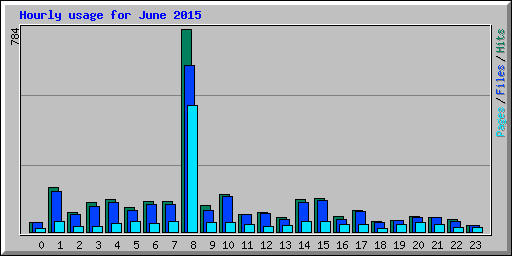 Hourly usage for June 2015
784
Pages/Files/Hits
0 1 2 3 4 5 6 7 8 9 10 11 12 13 14 15 16 17 18 19 20 21 22 23